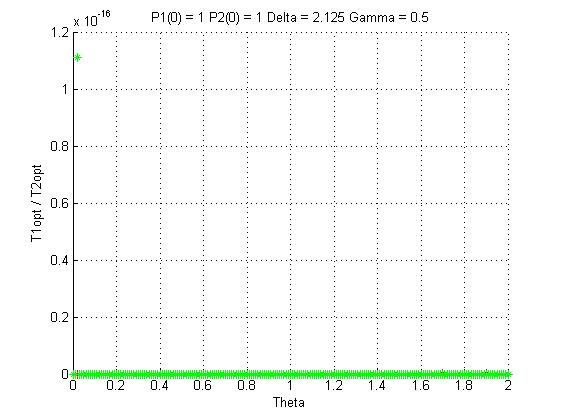 P1(0) = 1 P2(0) = 1 Delta = 2.125 Gamma = 0.5
x 10^-16
1.2
1
0.8
0.6
0.4
0.2
0
T1opt / T2opt
0 0.2 0.4 0.6 0.8 1 1.2 1.4 1.6 1.8 2
Theta